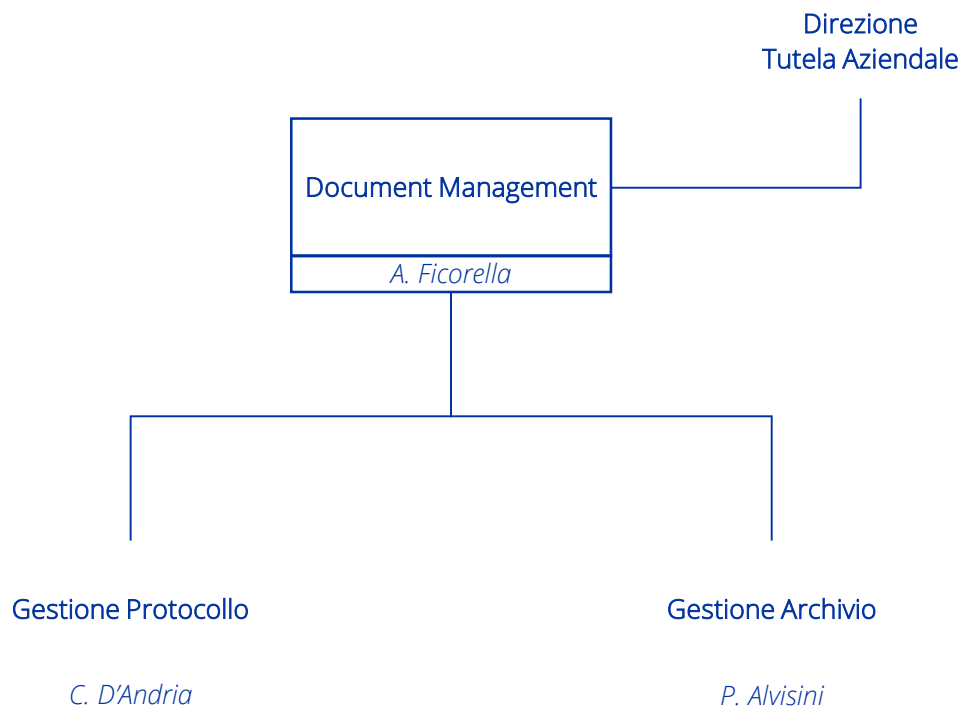 Direzione
Tutela Aziendale
Document Management
A. Ficorella
Gestione Protocollo
Gestione Archivio
C. D’Andria
P. Alvisini